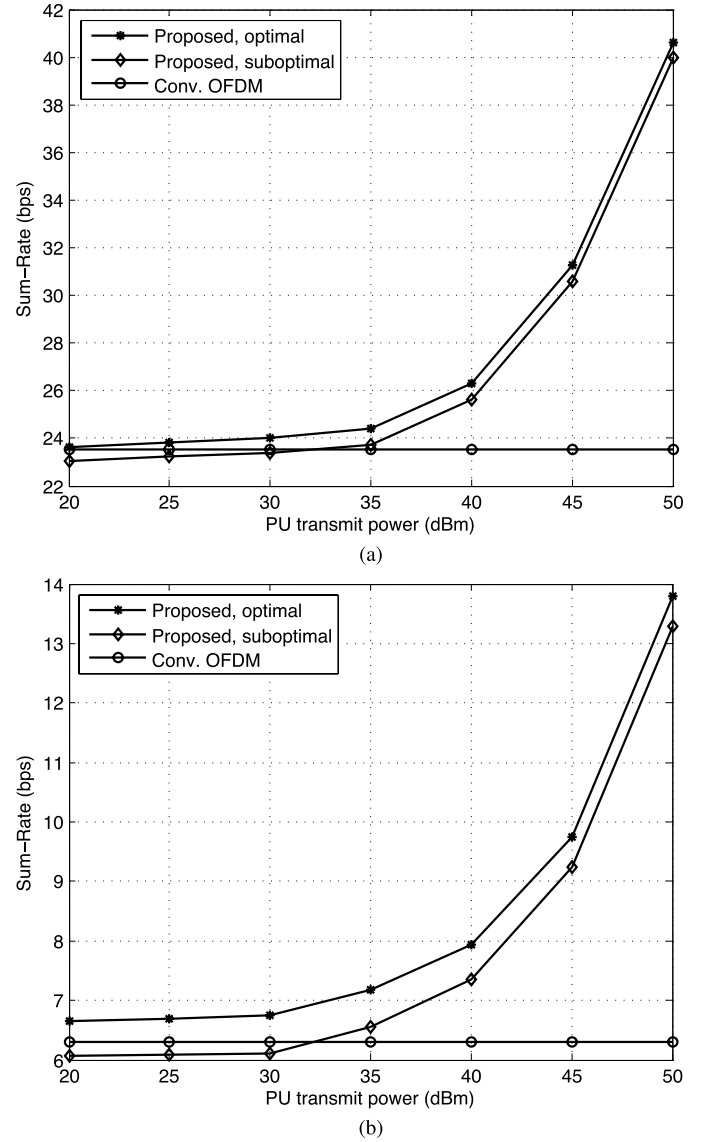 42
40
38
36
34
32
30
28
26
24
22
Sum−Rate (bps)
Proposed, optimal
Proposed, suboptimal
Conv. OFDM
20 25 30 35 40 45 50
PU transmit power (dBm)
(a)
14
13
12
11
10
9
8
7
6
Sum−Rate (bps)
Proposed, optimal
Proposed, suboptimal
Conv. OFDM
20 25 30 35 40 45 50
PU transmit power (dBm)
(b)